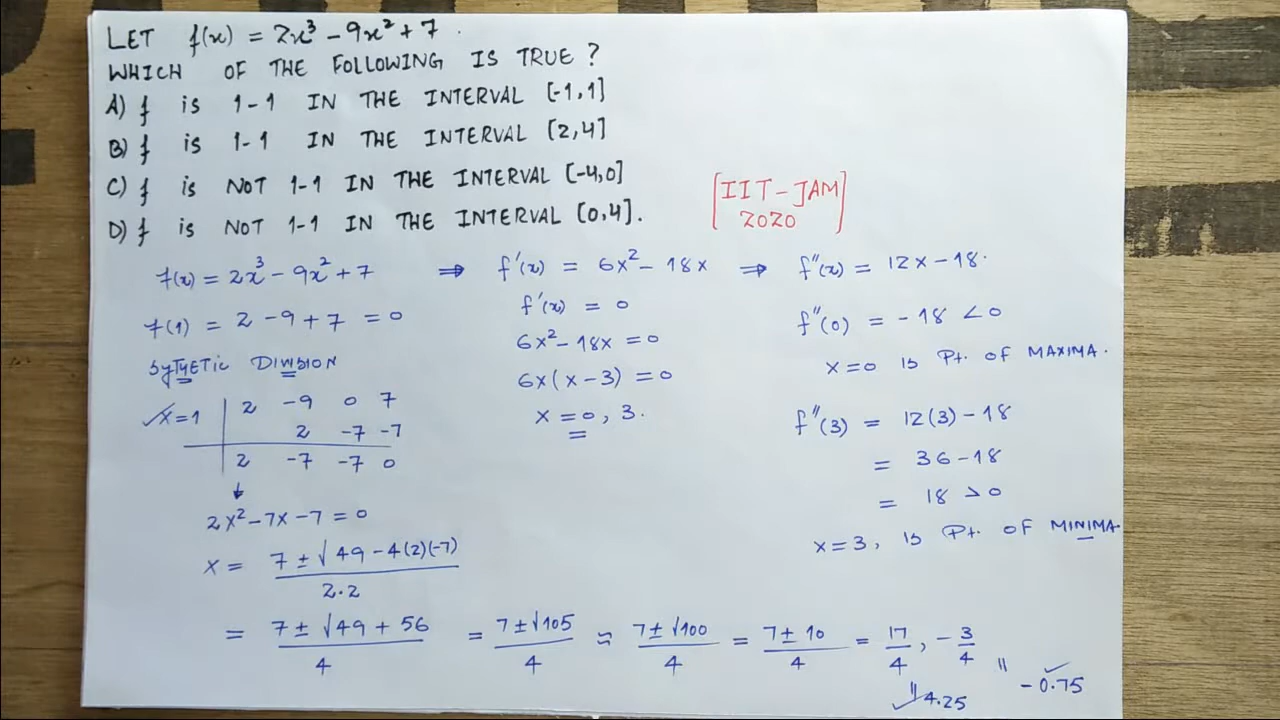 LET f(x) = 2x³ - 9x² + 7.
WHICH OF THE FOLLOWING IS TRUE ?
A) f is 1-1 IN THE INTERVAL [-1,1]
B) f is 1-1 IN THE INTERVAL [2,4]
C) f is NOT 1-1 IN THE INTERVAL [-4,0]
D) f is NOT 1-1 IN THE INTERVAL [0,4].
[IIT-JAM
2020]
f(x) = 2x³ - 9x² + 7 ⇒ f'(x) = 6x² - 18x ⇒ f''(x) = 12x - 18.
f(1) = 2 - 9 + 7 = 0
SyTHETiC DIVISION
✓x=1 | 2 -9 0 7
2 -7 -7
2 -7 -7 0
↓
2x² - 7x - 7 = 0
x = (7 ± √49 - 4(2)(-7))/2.2
= (7 ± √49 + 56)/4 = (7 ± √105)/4 ≈ (7 ± √100)/4 = (7 ± 10)/4 = 17/4, -3/4
✓4.25
-0.75 ✓
f'(x) = 0
6x² - 18x = 0
6x(x - 3) = 0
x = 0, 3.
f''(0) = -18 < 0
x=0 is Pt. OF MAXIMA.
f''(3) = 12(3) - 18
= 36 - 18
= 18 > 0
x=3, is Pt. OF MINIMA.